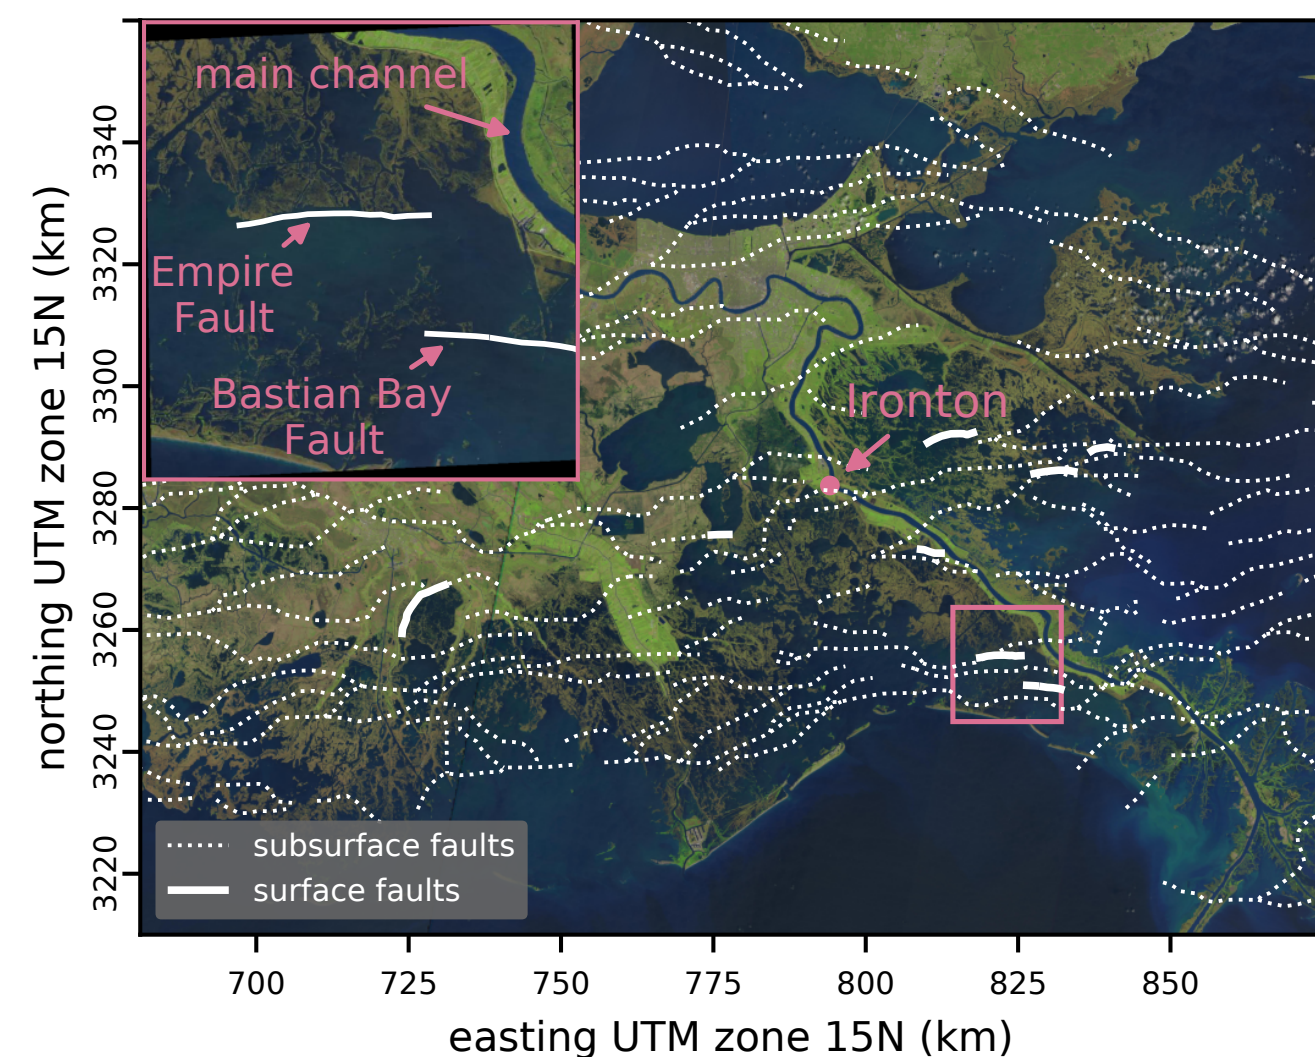 main channel
Empire
Fault
Bastian Bay
Fault
Ironton
subsurface faults
surface faults
northing UTM zone 15N (km)
3340
3320
3300
3280
3260
3240
3220
700
725
750
775
800
825
850
easting UTM zone 15N (km)